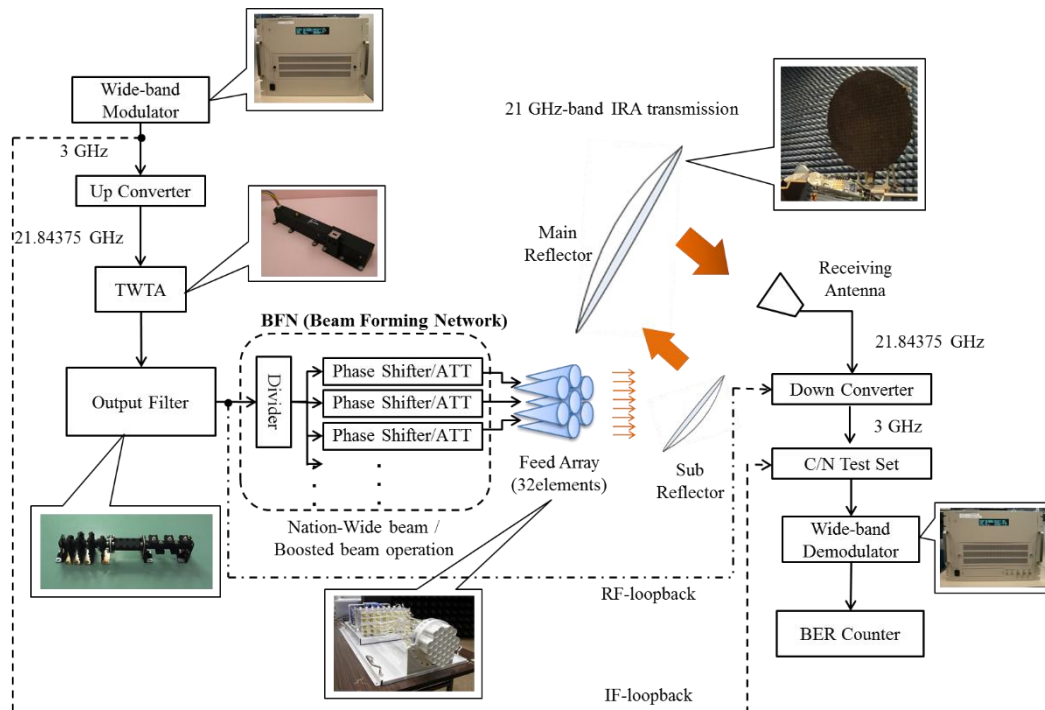 Wide-band
Modulator
3 GHz
Up Converter
21.84375 GHz
TWTA
Output Filter
BFN (Beam Forming Network)
Divider
Phase Shifter/ATT
Phase Shifter/ATT
Phase Shifter/ATT
Nation-Wide beam /
Boosted beam operation
Feed Array
(32elements)
21 GHz-band IRA transmission
Main
Reflector
Sub
Reflector
Receiving
Antenna
21.84375 GHz
Down Converter
3 GHz
C/N Test Set
Wide-band
Demodulator
BER Counter
RF-loopback
IF-loopback